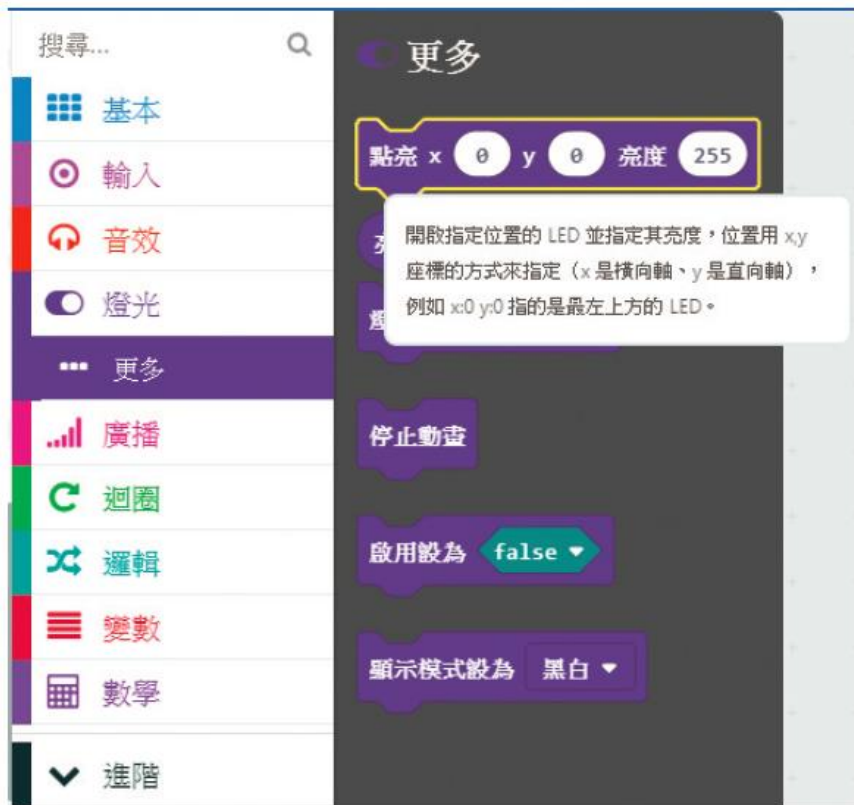 搜尋...
基本
輸入
音效
燈光
更多
廣播
迴圈
邏輯
變數
數學
進階
更多
點亮 x 0 y 0 亮度 255
開啟指定位置的 LED 並指定其亮度，位置用 x,y
座標的方式來指定（x 是橫向軸、y 是直向軸），
例如 x:0 y:0 指的是最左上方的 LED。
停止動畫
啟用設為 false
顯示模式設為 黑白